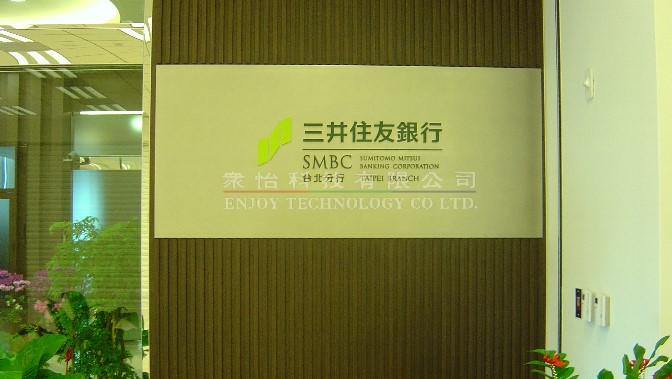 三井住友銀行
SMBC SUMITOMO MITSUI
BANKING CORPORATION
台北分行 TAIPEI BRANCH
衆怡科技有限公司
ENJOY TECHNOLOGY CO LTD.